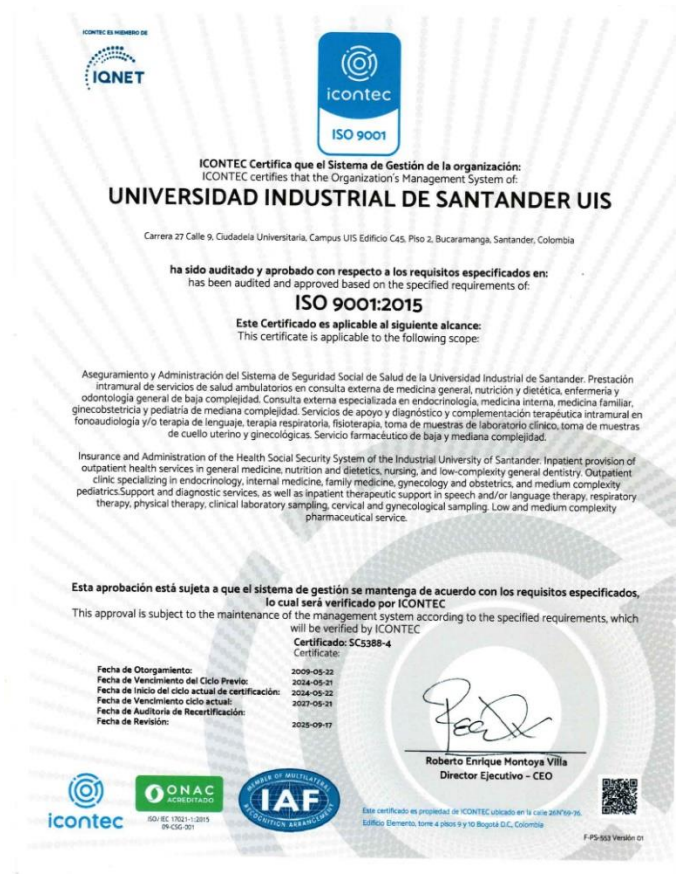 ICONTEC ES MIEMBRO DE
IQNET
icontec
ISO 9001
ICONTEC Certifica que el Sistema de Gestión de la organización:
ICONTEC certifies that the Organization's Management System of:
UNIVERSIDAD INDUSTRIAL DE SANTANDER UIS
Carrera 27 Calle 9, Ciudadela Universitaria, Campus UIS Edificio C45, Piso 2, Bucaramanga, Santander, Colombia
ha sido auditado y aprobado con respecto a los requisitos especificados en:
has been audited and approved based on the specified requirements of:
ISO 9001:2015
Este Certificado es aplicable al siguiente alcance:
This certificate is applicable to the following scope:
Aseguramiento y Administración del Sistema de Seguridad Social de Salud de la Universidad Industrial de Santander. Prestación
intramural de servicios de salud ambulatorios en consulta externa de medicina general, nutrición y dietética, enfermería y
odontología general de baja complejidad. Consulta externa especializada en endocrinología, medicina interna, medicina familiar,
ginecobstetricia y pediatría de mediana complejidad. Servicios de apoyo y diagnóstico y complementación terapéutica intramural en
fonoaudiología y/o terapia de lenguaje, terapia respiratoria, fisioterapia, toma de muestras de laboratorio clínico, toma de muestras
de cuello uterino y ginecológicas. Servicio farmacéutico de baja y mediana complejidad.
Insurance and Administration of the Health Social Security System of the Industrial University of Santander. Inpatient provision of
outpatient health services in general medicine, nutrition and dietetics, nursing, and low-complexity general dentistry. Outpatient
clinic specializing in endocrinology, internal medicine, family medicine, gynecology and obstetrics, and medium complexity
pediatrics.Support and diagnostic services, as well as inpatient therapeutic support in speech and/or language therapy, respiratory
therapy, physical therapy, clinical laboratory sampling, cervical and gynecological sampling. Low and medium complexity
pharmaceutical service.
Esta aprobación está sujeta a que el sistema de gestión se mantenga de acuerdo con los requisitos especificados,
lo cual será verificado por ICONTEC
This approval is subject to the maintenance of the management system according to the specified requirements, which
will be verified by ICONTEC
Certificado: SC5388-4
Certificate:
Fecha de Otorgamiento: 2009-05-22
Fecha de Vencimiento del Ciclo Previo: 2024-05-21
Fecha de Inicio del ciclo actual de certificación: 2024-05-22
Fecha de Vencimiento ciclo actual: 2027-05-21
Fecha de Auditoria de Recertificación:
Fecha de Revisión: 2025-09-17
Roberto Enrique Montoya Villa
Director Ejecutivo - CEO
icontec
ONAC
ACREDITADO
ISO/IEC 17021-1:2015
09-CSG-001
MEMBER OF MULTILATERAL
IAF
RECOGNITION ARRANGEMENT
Este certificado es propiedad de ICONTEC ubicado en la calle 26N°69-76,
Edificio Elemento, torre 4 pisos 9 y 10 Bogotá D.C, Colombia
F-PS-553 Versión 01